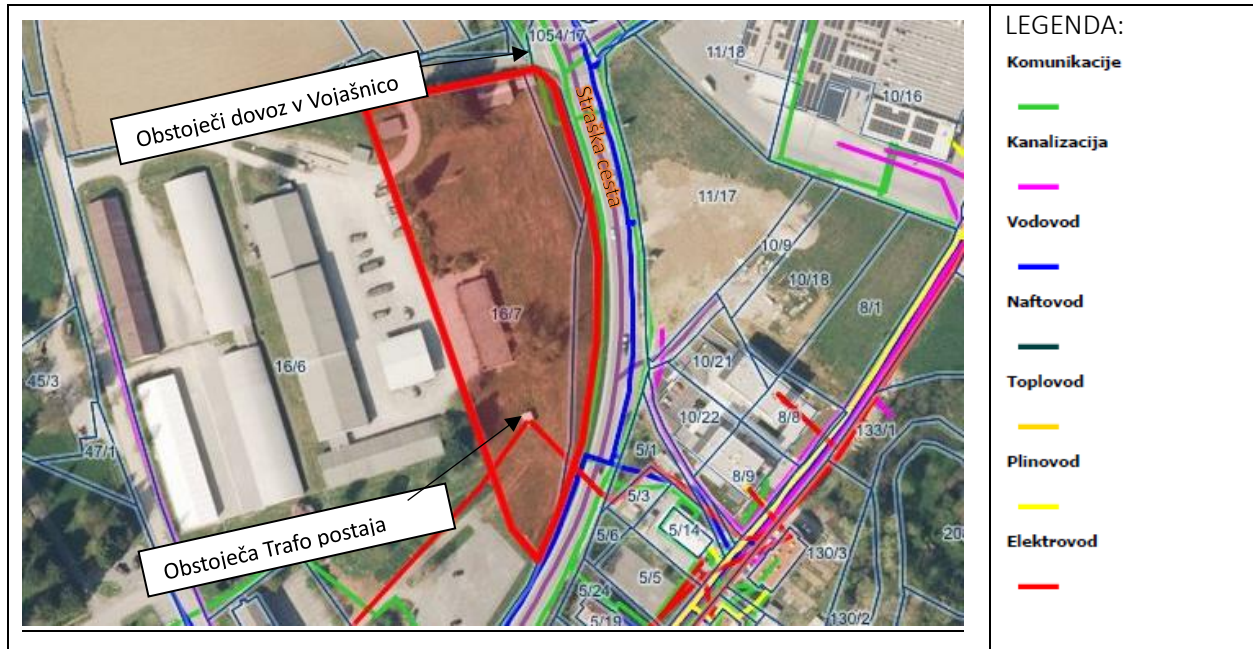 LEGENDA:
Komunikacije
Kanalizacija
Vodovod
Naftovod
Toplovod
Plinovod
Elektrovod
1054/17
11/18
10/16
Obstoječi dovoz v Vojašnico
Straška cesta
11/17
10/9
10/18
8/1
16/7
16/6
45/3
10/21
10/22
8/8
133/1
47/1
5/1
8/9
5/3
5/14
Obstoječa Trafo postaja
5/6
5/5
130/3
5/24
5/19
130/2